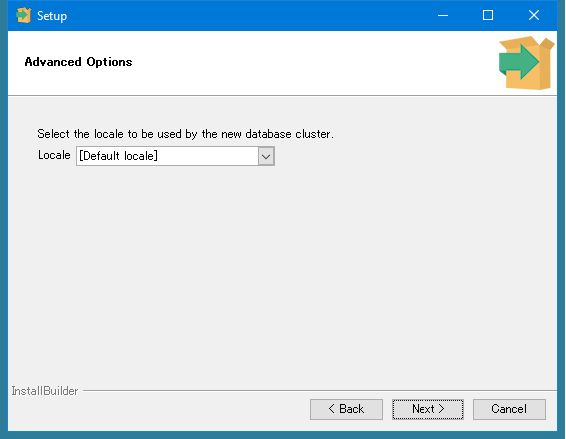 Setup
Advanced Options
Select the locale to be used by the new database cluster.
Locale [Default locale]
InstallBuilder
< Back Next > Cancel